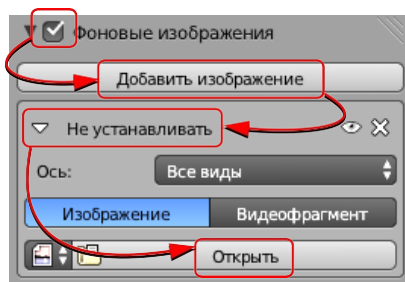 Фоновые изображения
Добавить изображение
Не устанавливать
Ось: Все виды
Изображение Видеофрагмент
Открыть